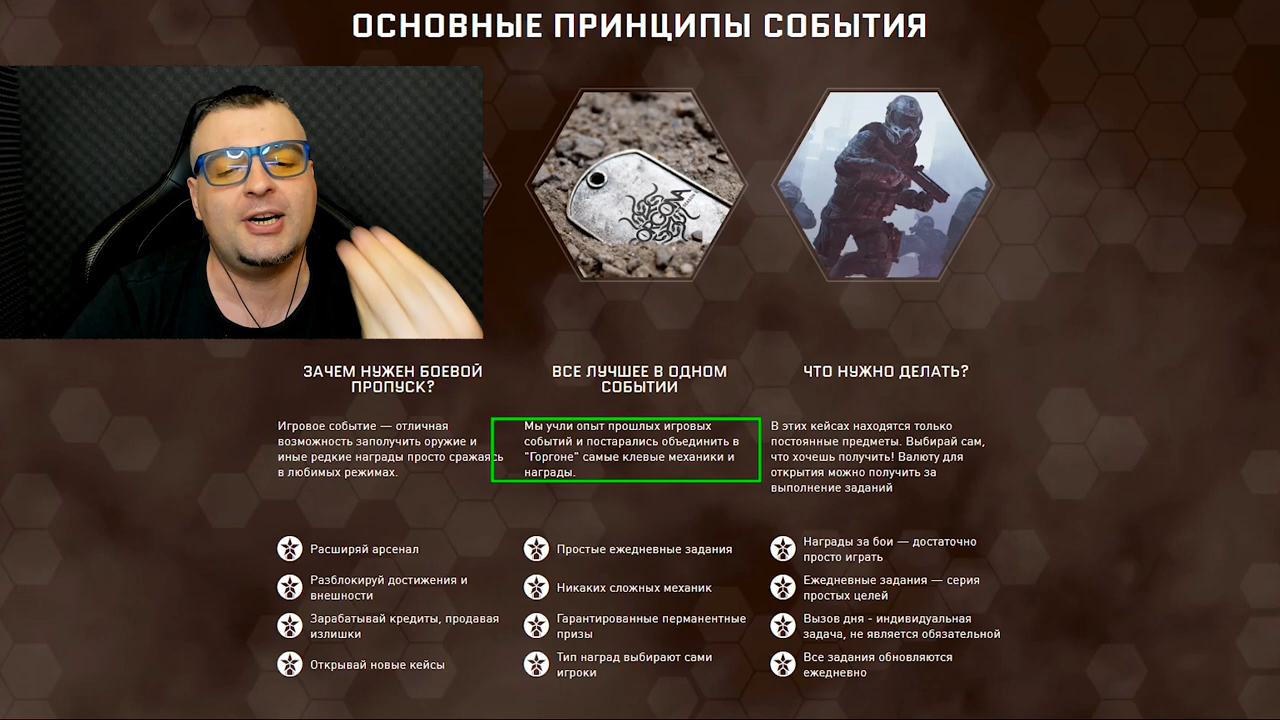 ОСНОВНЫЕ ПРИНЦИПЫ СОБЫТИЯ
ЗАЧЕМ НУЖЕН БОЕВОЙ
ПРОПУСК?
Игровое событие — отличная
возможность заполучить оружие и
иные редкие награды просто сражаясь
в любимых режимах.
Расширяй арсенал
Разблокируй достижения и
внешности
Зарабатывай кредиты, продавая
излишки
Открывай новые кейсы
ВСЕ ЛУЧШЕЕ В ОДНОМ
СОБЫТИИ
Мы учли опыт прошлых игровых
событий и постарались объединить в
"Горгоне" самые клевые механики и
награды.
Простые ежедневные задания
Никаких сложных механик
Гарантированные перманентные
призы
Тип наград выбирают сами
игроки
ЧТО НУЖНО ДЕЛАТЬ?
В этих кейсах находятся только
постоянные предметы. Выбирай сам,
что хочешь получить! Валюту для
открытия можно получить за
выполнение заданий
Награды за бои — достаточно
просто играть
Ежедневные задания — серия
простых целей
Вызов дня - индивидуальная
задача, не является обязательной
Все задания обновляются
ежедневно